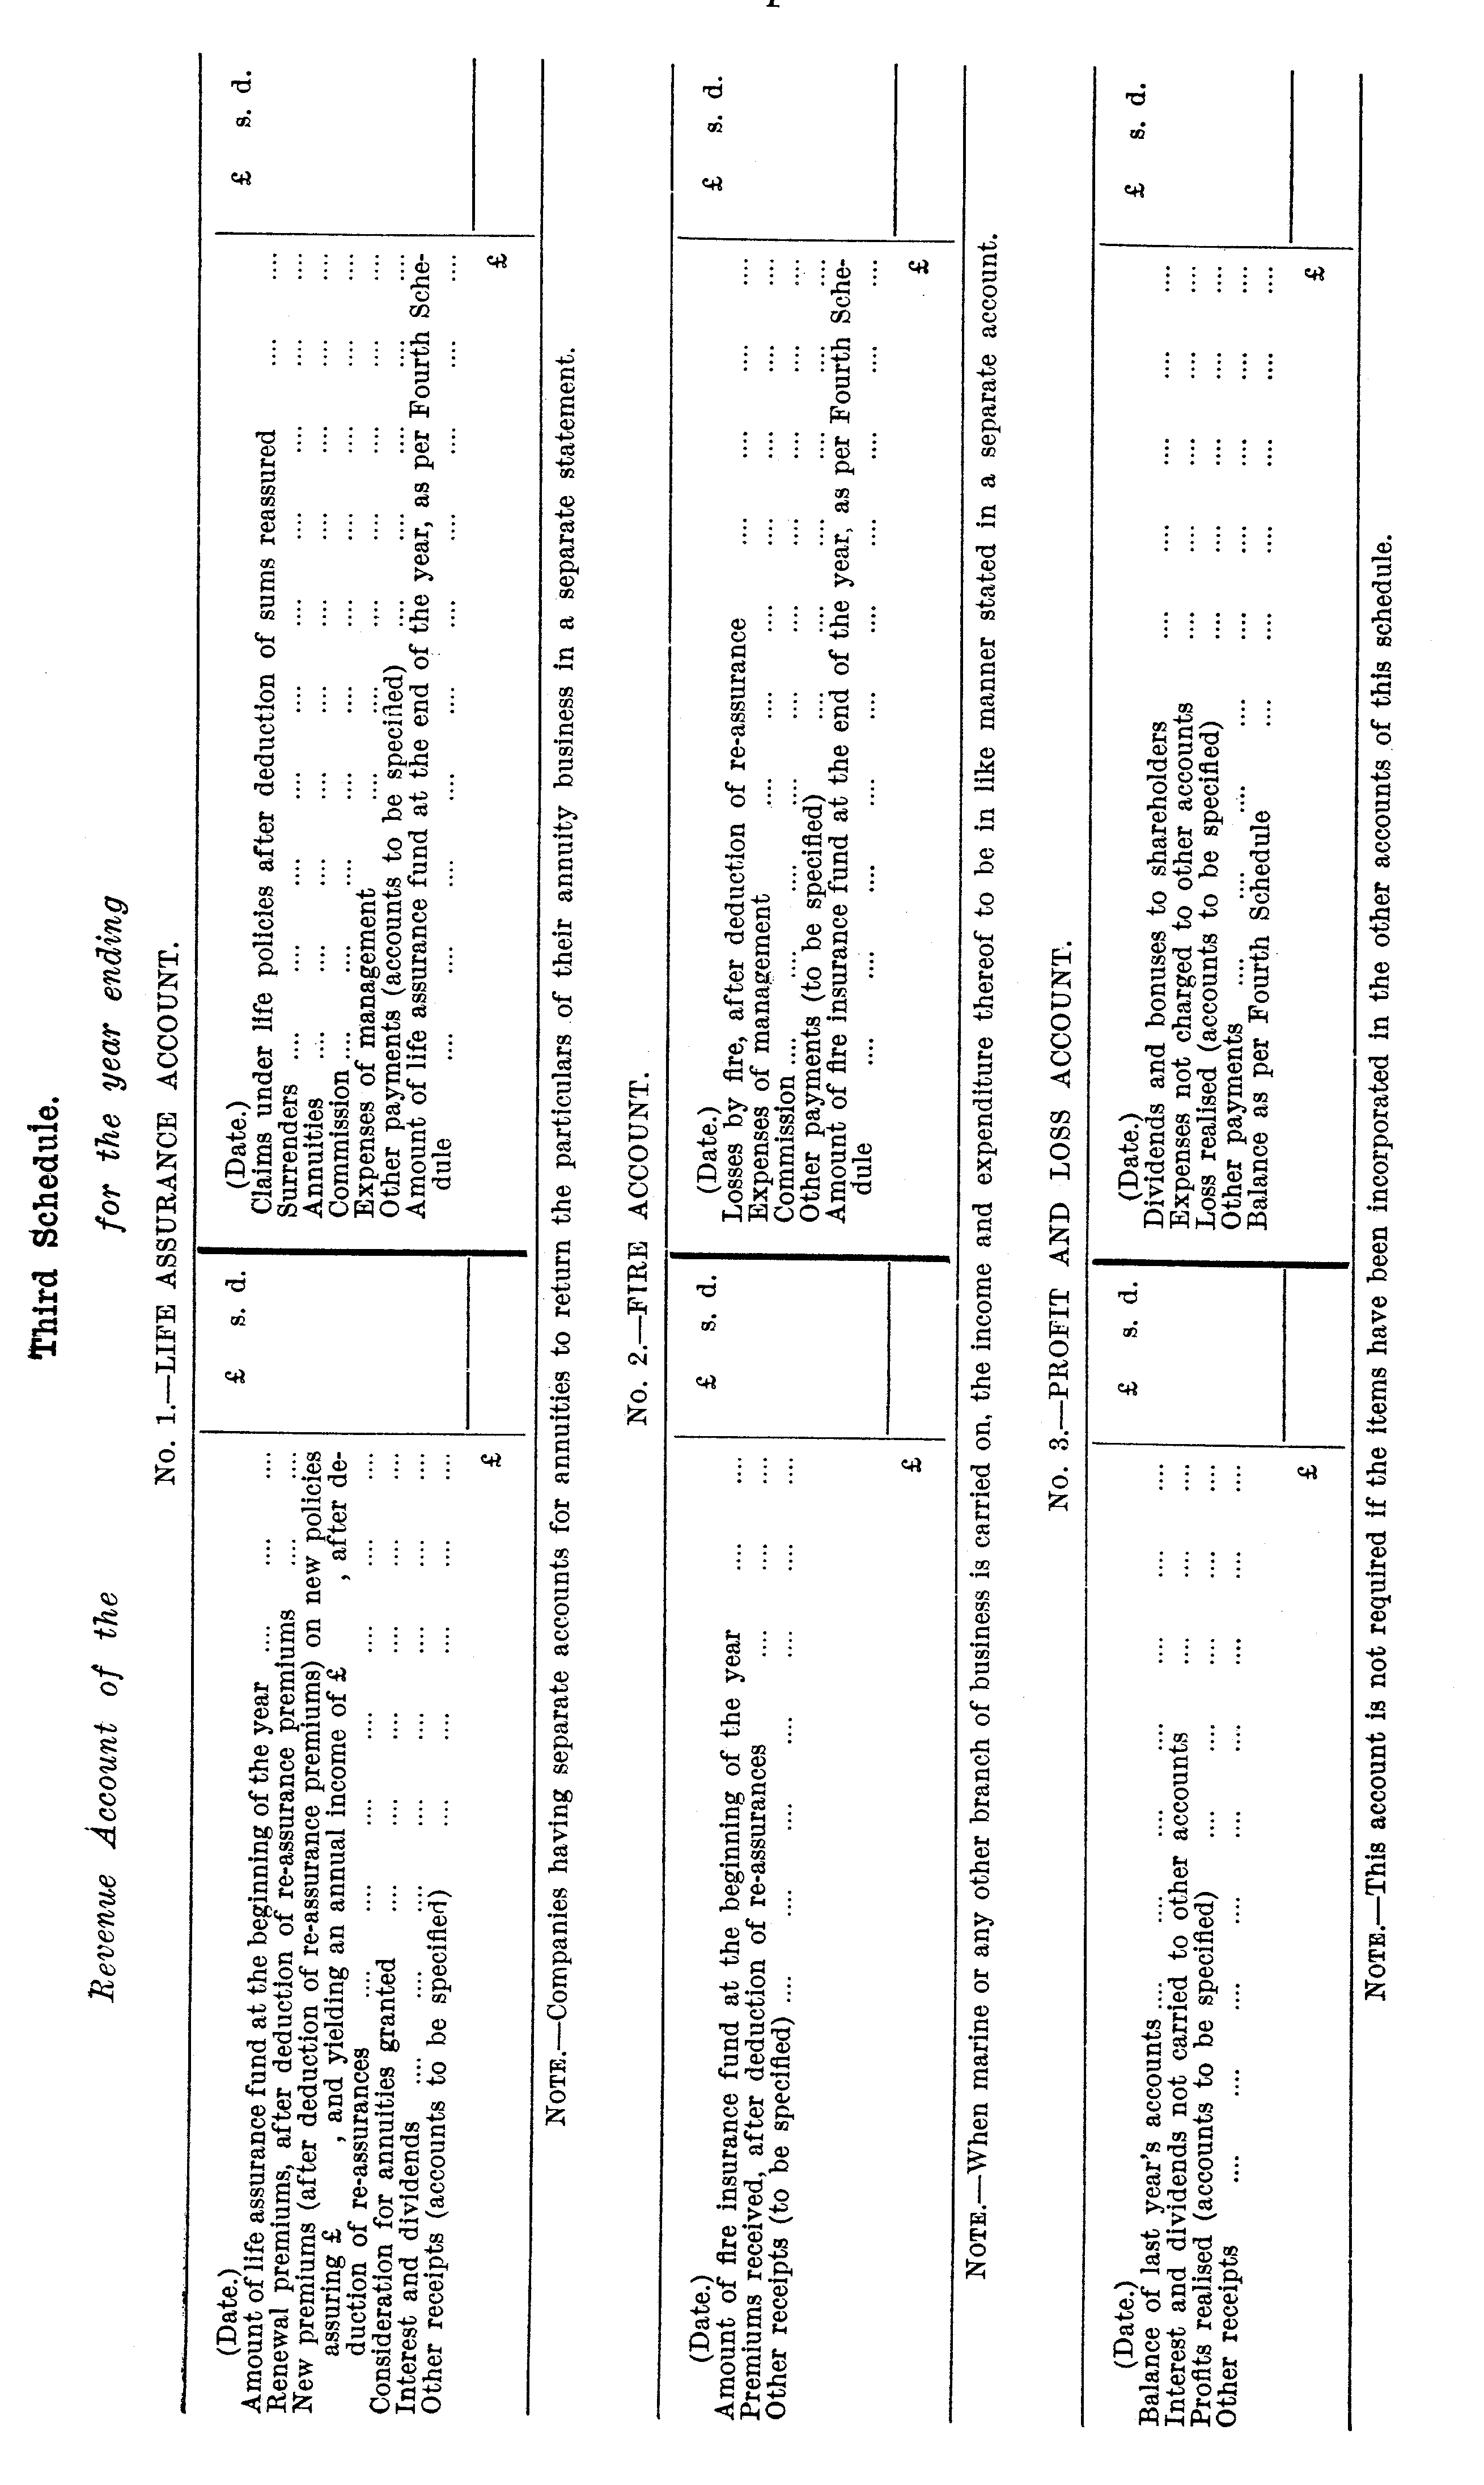 Third Schedule.
Revenue Account of the for the year ending
No. 1.—LIFE ASSURANCE ACCOUNT.
£ s. d.
(Date.)
Amount of life assurance fund at the beginning of the year .... .... ....
Renewal premiums, after deduction of re-assurance premiums .... ....
New premiums (after deduction of re-assurance premiums) on new policies
assuring £ , and yielding an annual income of £ , after de-
duction of re-assurances .... .... .... .... .... .... ....
Consideration for annuities granted .... .... .... .... .... ....
Interest and dividends .... .... .... .... .... .... .... ....
Other receipts (accounts to be specified) .... .... .... .... ....
£
£ s. d.
(Date.)
Claims under life policies after deduction of sums reassured .... ....
Surrenders .... .... .... .... .... .... .... .... .... ....
Annuities .... .... .... .... .... .... .... .... .... ....
Commission .... .... .... .... .... .... .... .... .... ....
Expenses of management .... .... .... .... .... .... ....
Other payments (accounts to be specified) .... .... .... .... ....
Amount of life assurance fund at the end of the year, as per Fourth Sche-
dule .... .... .... .... .... .... .... .... .... ....
£
NOTE.—Companies having separate accounts for annuities to return the particulars of their annuity business in a separate statement.
No. 2.—FIRE ACCOUNT.
£ s. d.
(Date.)
Amount of fire insurance fund at the beginning of the year .... ....
Premiums received, after deduction of re-assurances .... .... ....
Other receipts (to be specified) .... .... .... .... .... .... ....
£
£ s. d.
(Date.)
Losses by fire, after deduction of re-assurance .... .... .... ....
Expenses of management .... .... .... .... .... .... ....
Commission .... .... .... .... .... .... .... .... .... ....
Other payments (to be specified) .... .... .... .... .... ....
Amount of fire insurance fund at the end of the year, as per Fourth Sche-
dule .... .... .... .... .... .... .... .... .... ....
£
NOTE.—When marine or any other branch of business is carried on, the income and expenditure thereof to be in like manner stated in a separate account.
No. 3.—PROFIT AND LOSS ACCOUNT.
£ s. d.
(Date.)
Balance of last year's accounts .... .... .... .... .... .... ....
Interest and dividends not carried to other accounts .... .... ....
Profits realised (accounts to be specified) .... .... .... .... ....
Other receipts .... .... .... .... .... .... .... .... ....
£
£ s. d.
(Date.)
Dividends and bonuses to shareholders .... .... .... .... ....
Expenses not charged to other accounts .... .... .... .... ....
Loss realised (accounts to be specified) .... .... .... .... ....
Other payments .... .... .... .... .... .... .... .... ....
Balance as per Fourth Schedule .... .... .... .... .... ....
£
NOTE.—This account is not required if the items have been incorporated in the other accounts of this schedule.